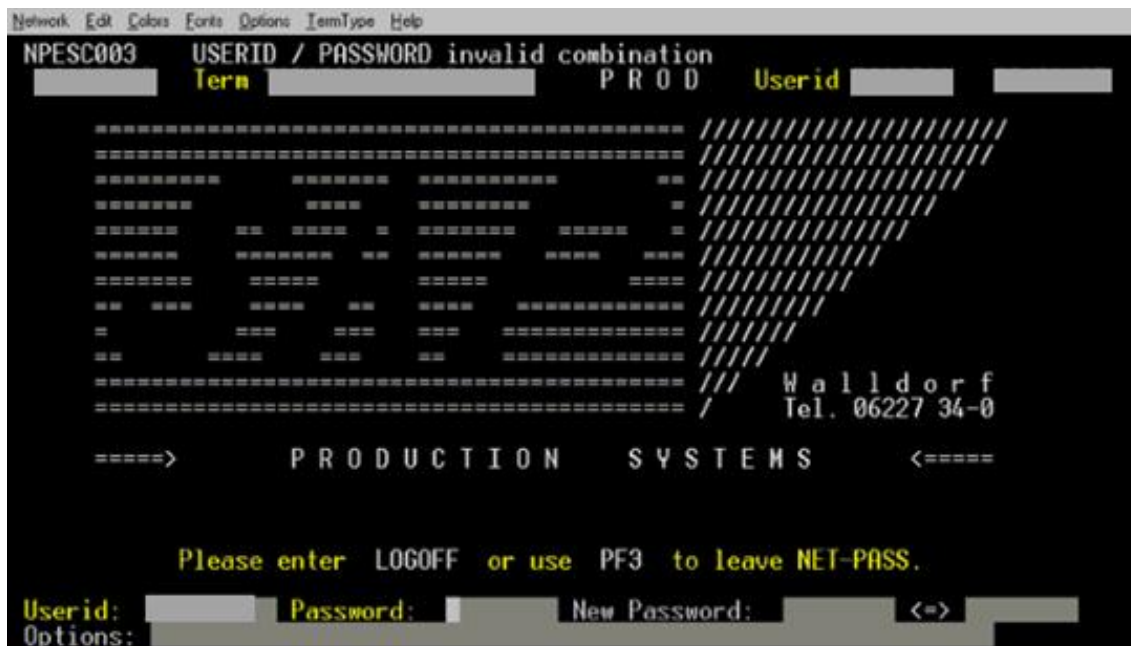 Network Edit Colors Fonts Options TermType Help
NPESC003 USERID / PASSWORD invalid combination
Term P R O D Userid
W a l l d o r f
Tel. 06227 34-0
=====> P R O D U C T I O N S Y S T E M S <=====
Please enter LOGOFF or use PF3 to leave NET-PASS.
Userid: Password: New Password: <=>
Options: